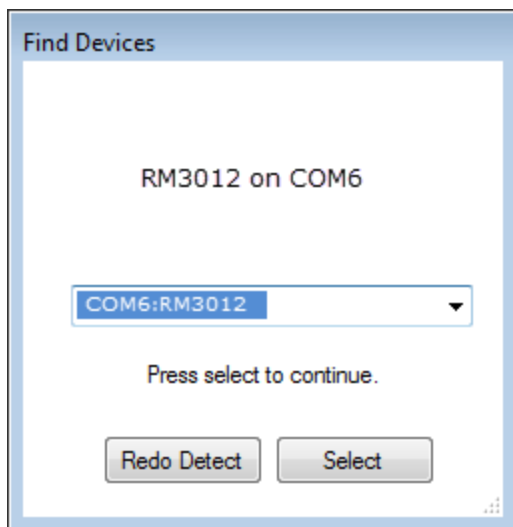 Find Devices
RM3012 on COM6
COM6:RM3012
Press select to continue.
Redo Detect Select